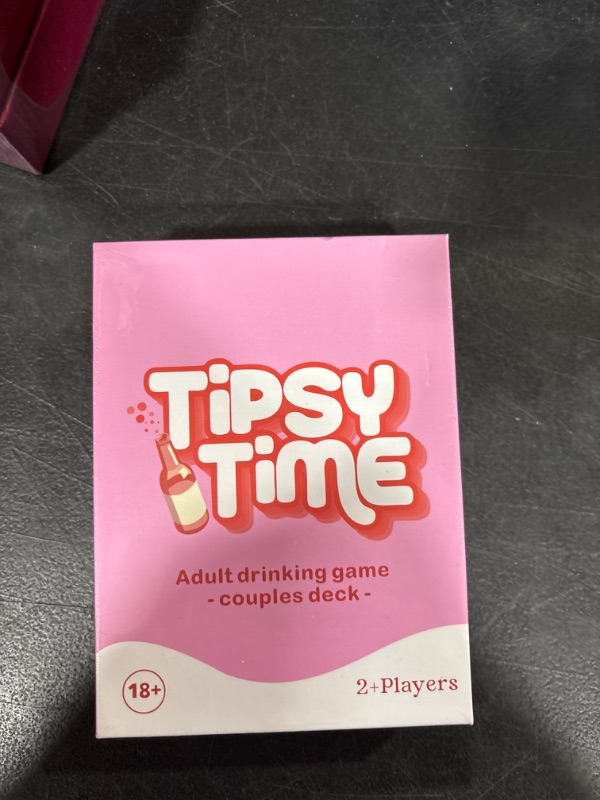 TiPSY
TiME
Adult drinking game
- couples deck -
18+
2+Players